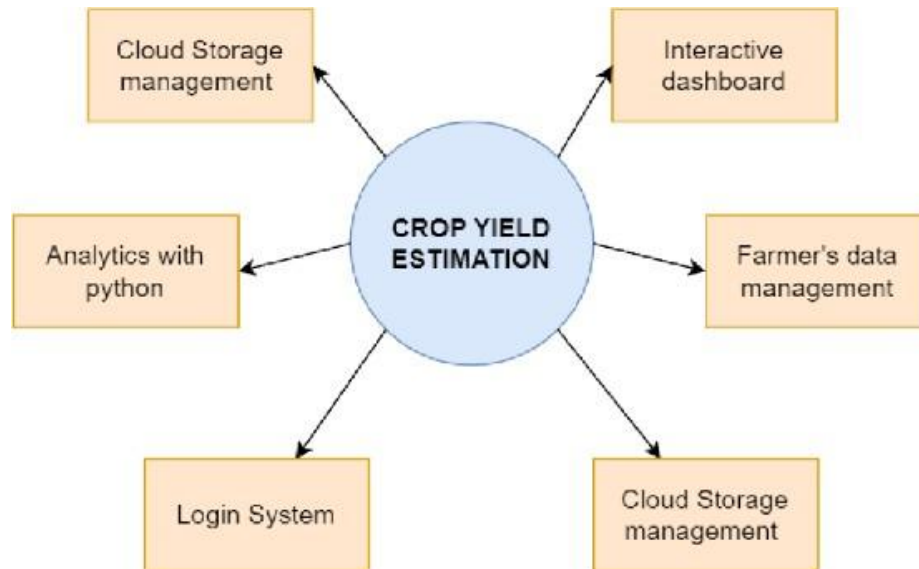 Cloud Storage
management
Interactive
dashboard
CROP YIELD
ESTIMATION
Analytics with
python
Farmer's data
management
Login System
Cloud Storage
management